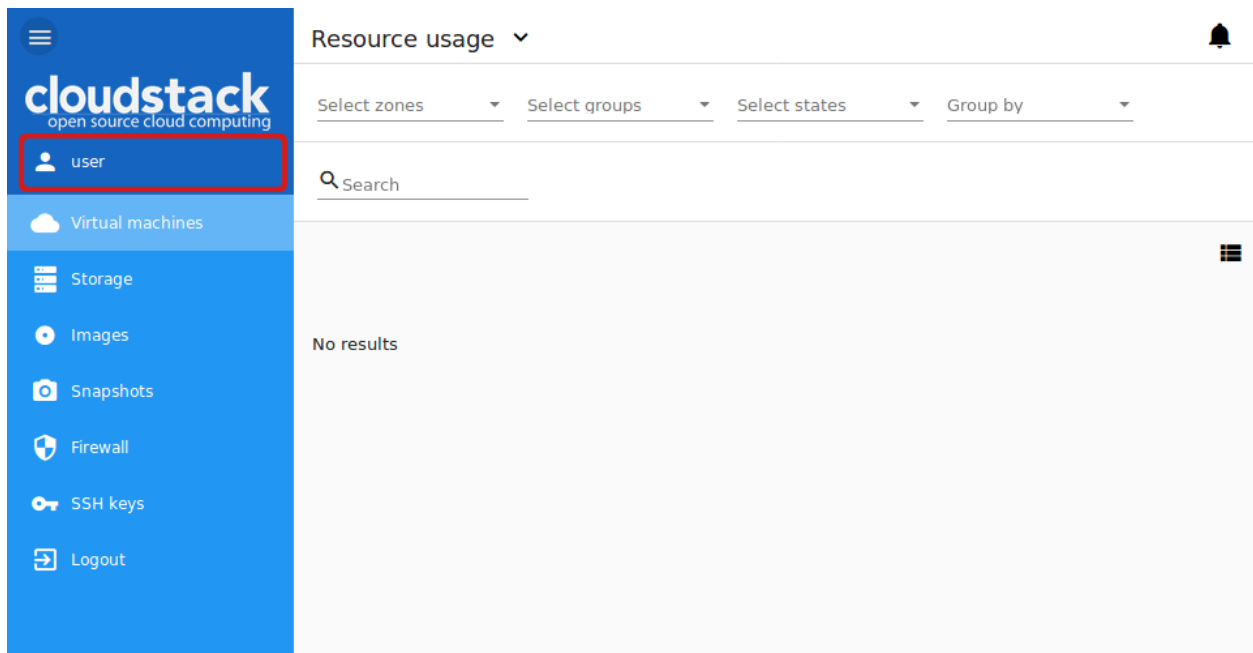 Resource usage
cloudstack
open source cloud computing
Select zones
Select groups
Select states
Group by
user
Search
Virtual machines
Storage
Images
No results
Snapshots
Firewall
SSH keys
Logout